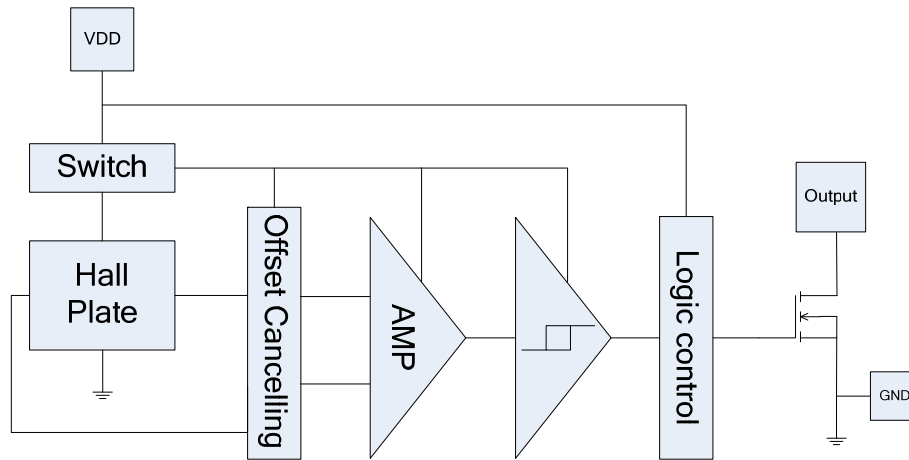 VDD
Switch
Hall
Plate
Offset Cancelling
AMP
Logic control
Output
GND